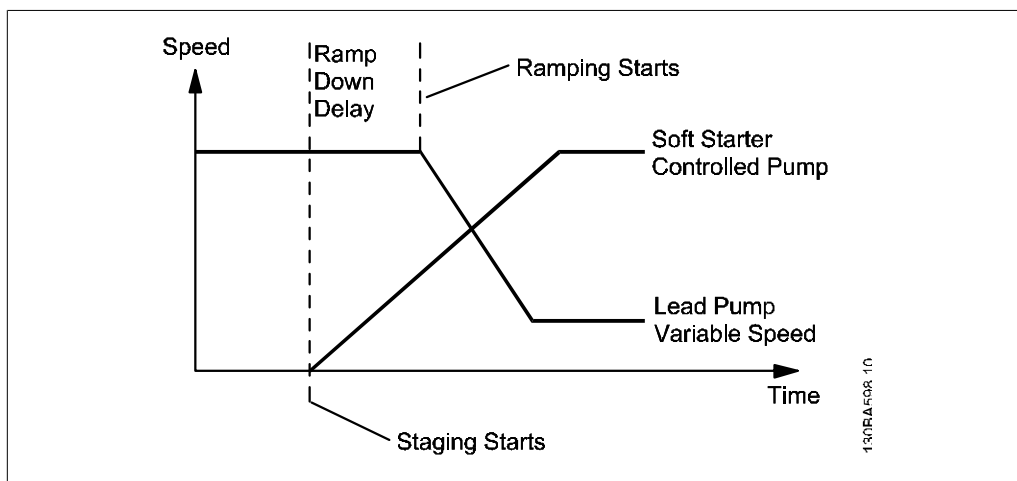 Speed
Ramp
Down
Delay
Ramping Starts
Soft Starter
Controlled Pump
Lead Pump
Variable Speed
Time
Staging Starts
130BA598.10